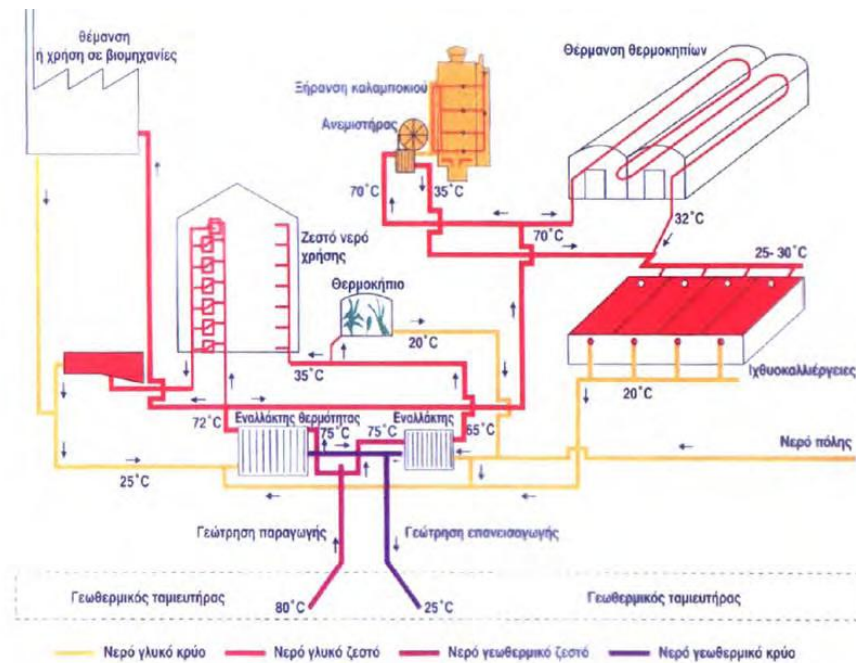 θέμανση
ή χρήση σε βιομηχανίες
Ξήρανση καλαμποκιού
Ανεμιστήρας
Θέρμανση θερμοκηπίων
70˚C
35˚C
70˚C
32˚C
25- 30˚C
Ζεστό νερό
χρήσης
Θερμοκήπιο
20˚C
35˚C
Ιχθυοκαλλιέργειες
20˚C
72˚C
Εναλλάκτης θερμότητας
75˚C
75˚C
Εναλλάκτης
55˚C
Νερό πόλης
25˚C
Γεώτρηση παραγωγής
Γεώτρηση επανεισαγωγής
Γεωθερμικός ταμιευτήρας
80˚C
25˚C
Γεωθερμικός ταμιευτήρας
Νερό γλυκό κρύο
Νερό γλυκό ζεστό
Νερό γεωθερμικό ζεστό
Νερό γεωθερμικό κρύο